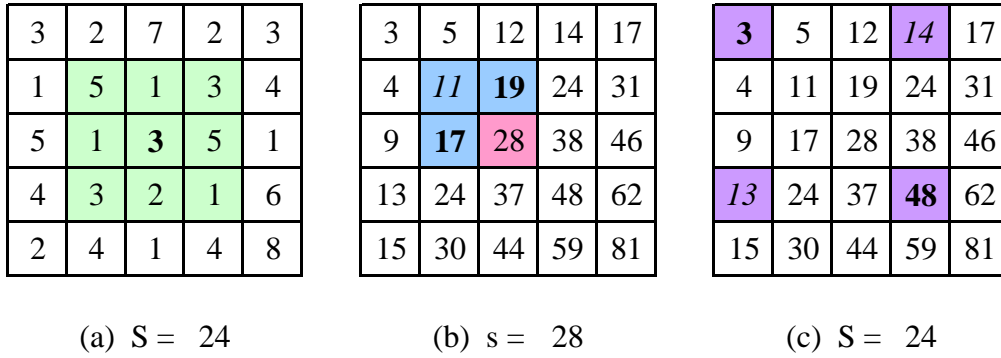 3 2 7 2 3 3 5 12 14 17 3 5 12 14 17
1 5 1 3 4 4 11 19 24 31 4 11 19 24 31
5 1 3 5 1 9 17 28 38 46 9 17 28 38 46
4 3 2 1 6 13 24 37 48 62 13 24 37 48 62
2 4 1 4 8 15 30 44 59 81 15 30 44 59 81
(a) S = 24 (b) s = 28 (c) S = 24